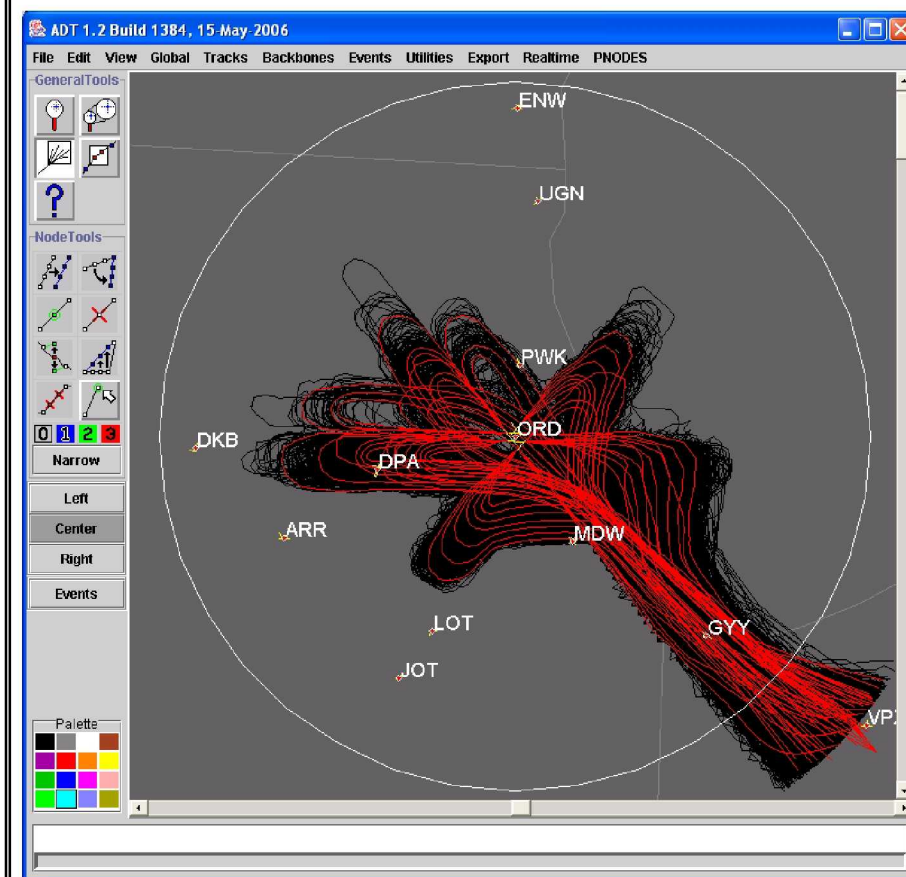 ADT 1.2 Build 1384, 15-May-2006
File Edit View Global Tracks Backbones Events Utilities Export Realtime PNODES
GeneralTools
NodeTools
0 1 2 3
Narrow
Left
Center
Right
Events
Palette
ENW
UGN
PWK
ORD
DKB
DPA
ARR
MDW
LOT
GYY
JOT